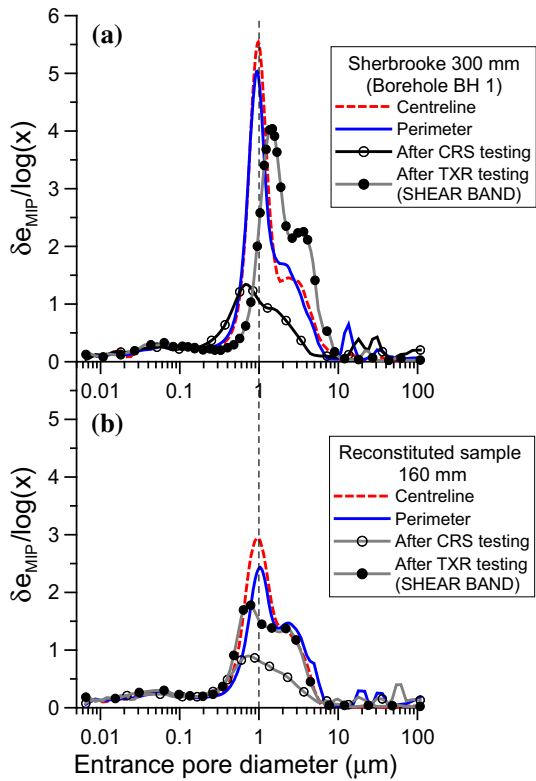 (a)
6
5
4
3
2
1
0
δeMIP/log(x)
Sherbrooke 300 mm
(Borehole BH 1)
Centreline
Perimeter
After CRS testing
After TXR testing
(SHEAR BAND)
0.01 0.1 1 10 100
(b)
5
4
3
2
1
0
δeMIP/log(x)
Reconstituted sample
160 mm
Centreline
Perimeter
After CRS testing
After TXR testing
(SHEAR BAND)
0.01 0.1 1 10 100
Entrance pore diameter (μm)